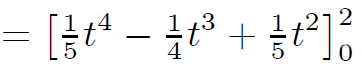 = [1/5 t^4 − 1/4 t^3 + 1/5 t^2]_0^2